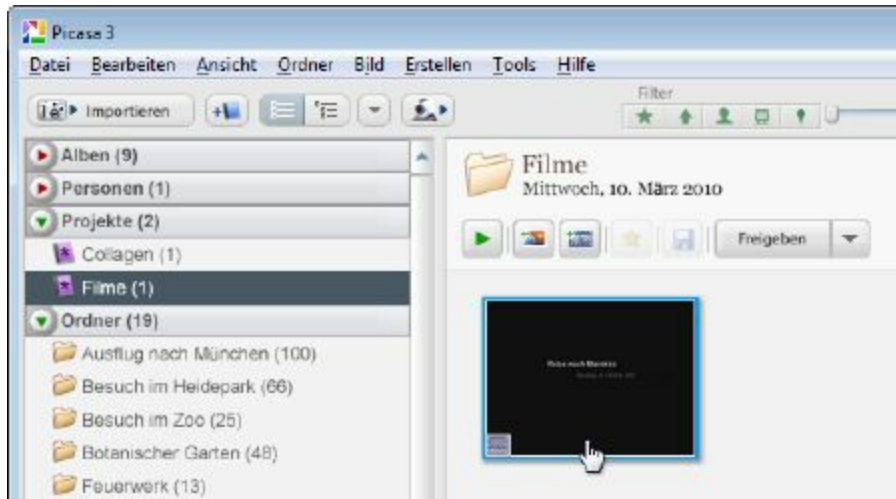 Picasa 3
Datei Bearbeiten Ansicht Ordner Bild Erstellen Tools Hilfe
Importieren
Filter
Alben (9)
Personen (1)
Projekte (2)
Collagen (1)
Filme (1)
Ordner (19)
Ausflug nach München (100)
Besuch im Heidepark (66)
Besuch im Zoo (25)
Botanischer Garten (48)
Feuerwerk (13)
Filme
Mittwoch, 10. März 2010
Freigeben